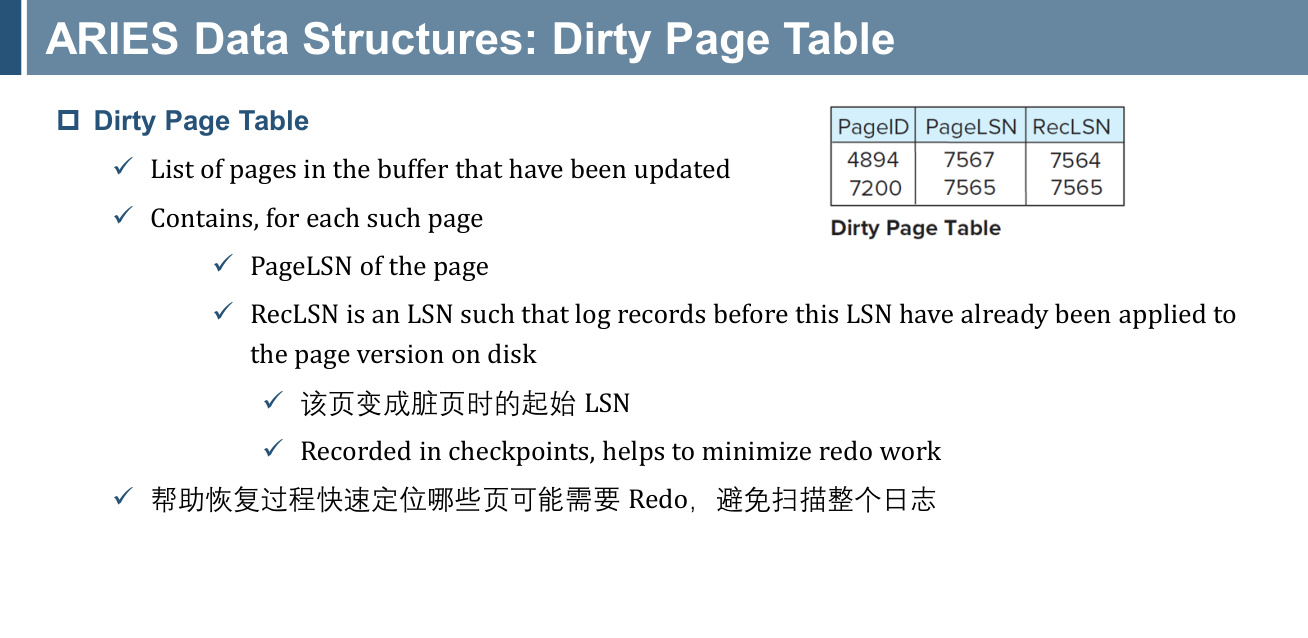 ARIES Data Structures: Dirty Page Table
Dirty Page Table
List of pages in the buffer that have been updated
Contains, for each such page
PageLSN of the page
RecLSN is an LSN such that log records before this LSN have already been applied to
the page version on disk
该页变成脏页时的起始 LSN
Recorded in checkpoints, helps to minimize redo work
帮助恢复过程快速定位哪些页可能需要 Redo，避免扫描整个日志
PageID PageLSN RecLSN
4894 7567 7564
7200 7565 7565
Dirty Page Table